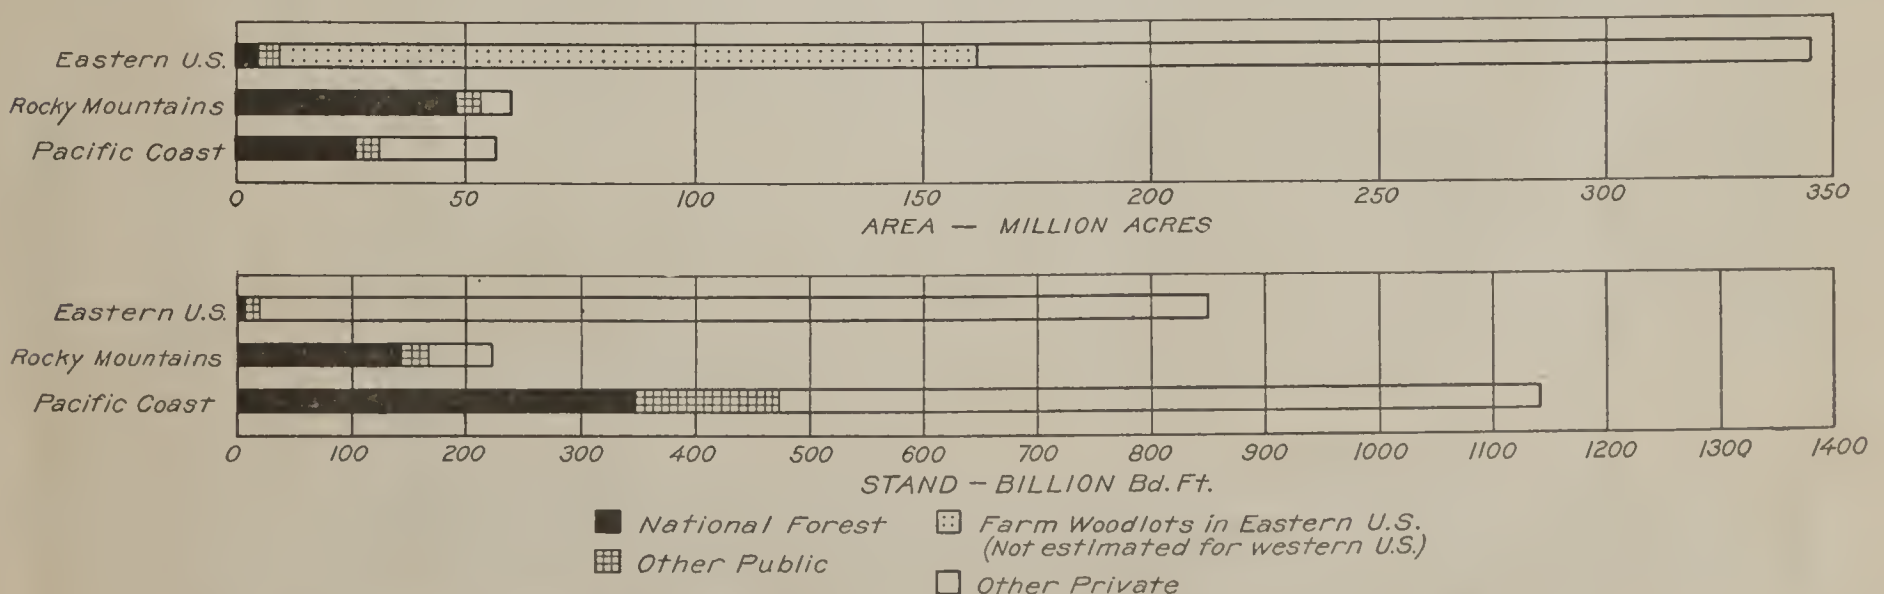 Eastern U.S.
Rocky Mountains
Pacific Coast
0 50 100 150 200 250 300 350
AREA — MILLION ACRES
Eastern U.S.
Rocky Mountains
Pacific Coast
0 100 200 300 400 500 600 700 800 900 1000 1100 1200 1300 1400
STAND — BILLION Bd. Ft.
National Forest
Other Public
Farm Woodlots in Eastern U.S.
(Not estimated for western U.S.)
Other Private